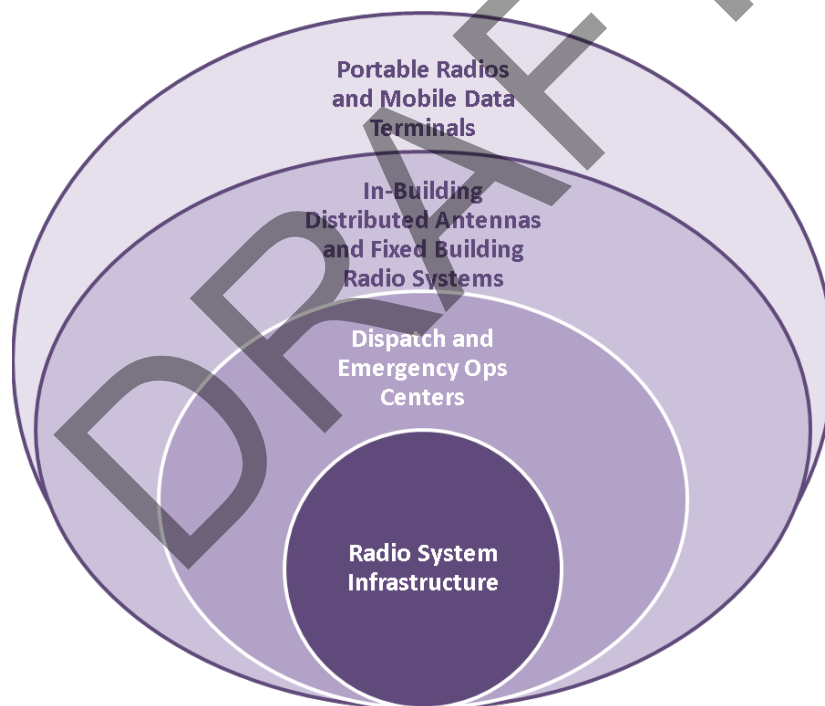 Portable Radios
and Mobile Data
Terminals
In-Building
Distributed Antennas
and Fixed Building
Radio Systems
Dispatch and
Emergency Ops
Centers
Radio System
Infrastructure
DRAFT